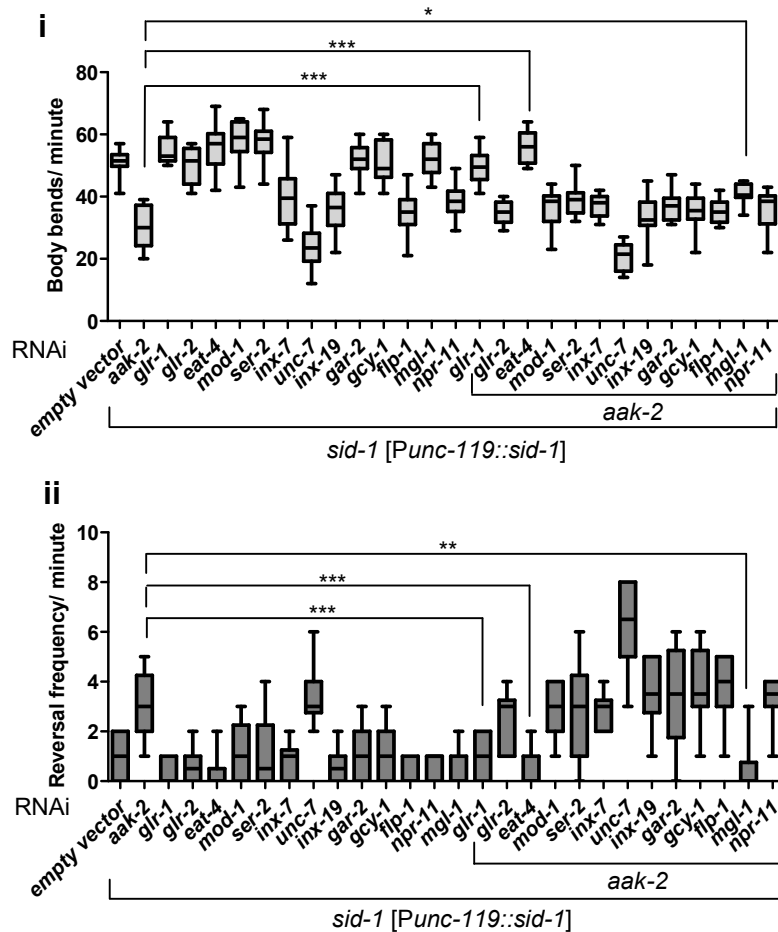 i
*
***
***
Body bends/ minute
80
60
40
20
0
RNAi
empty vector
aak-2
glr-1
glr-2
eat-4
mod-1
ser-2
inx-7
unc-7
inx-19
gar-2
gcy-1
flp-1
mgl-1
npr-11
glr-1
glr-2
eat-4
mod-1
ser-2
inx-7
unc-7
inx-19
gar-2
gcy-1
flp-1
mgl-1
npr-11
aak-2
sid-1 [Punc-119::sid-1]
ii
**
***
***
Reversal frequency/ minute
10
8
6
4
2
0
RNAi
empty vector
aak-2
glr-1
glr-2
eat-4
mod-1
ser-2
inx-7
unc-7
inx-19
gar-2
gcy-1
flp-1
npr-11
mgl-1
glr-1
glr-2
eat-4
mod-1
ser-2
inx-7
unc-7
inx-19
gar-2
gcy-1
flp-1
mgl-1
npr-11
aak-2
sid-1 [Punc-119::sid-1]